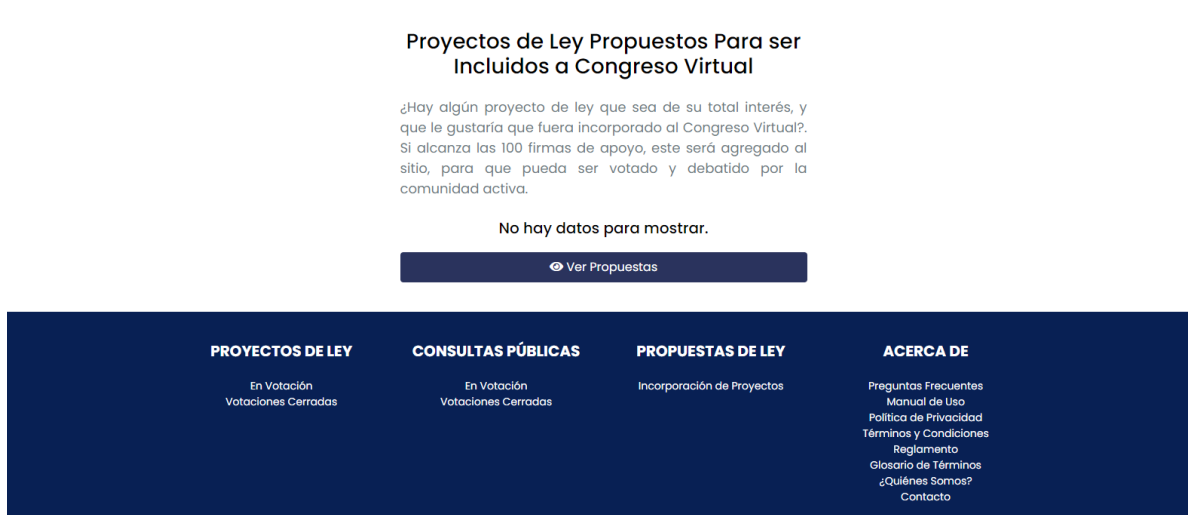 Proyectos de Ley Propuestos Para ser
Incluidos a Congreso Virtual
¿Hay algún proyecto de ley que sea de su total interés, y
que le gustaría que fuera incorporado al Congreso Virtual?.
Si alcanza las 100 firmas de apoyo, este será agregado al
sitio, para que pueda ser votado y debatido por la
comunidad activa.
No hay datos para mostrar.
Ver Propuestas
PROYECTOS DE LEY
En Votación
Votaciones Cerradas
CONSULTAS PÚBLICAS
En Votación
Votaciones Cerradas
PROPUESTAS DE LEY
Incorporación de Proyectos
ACERCA DE
Preguntas Frecuentes
Manual de Uso
Política de Privacidad
Términos y Condiciones
Reglamento
Glosario de Términos
¿Quiénes Somos?
Contacto